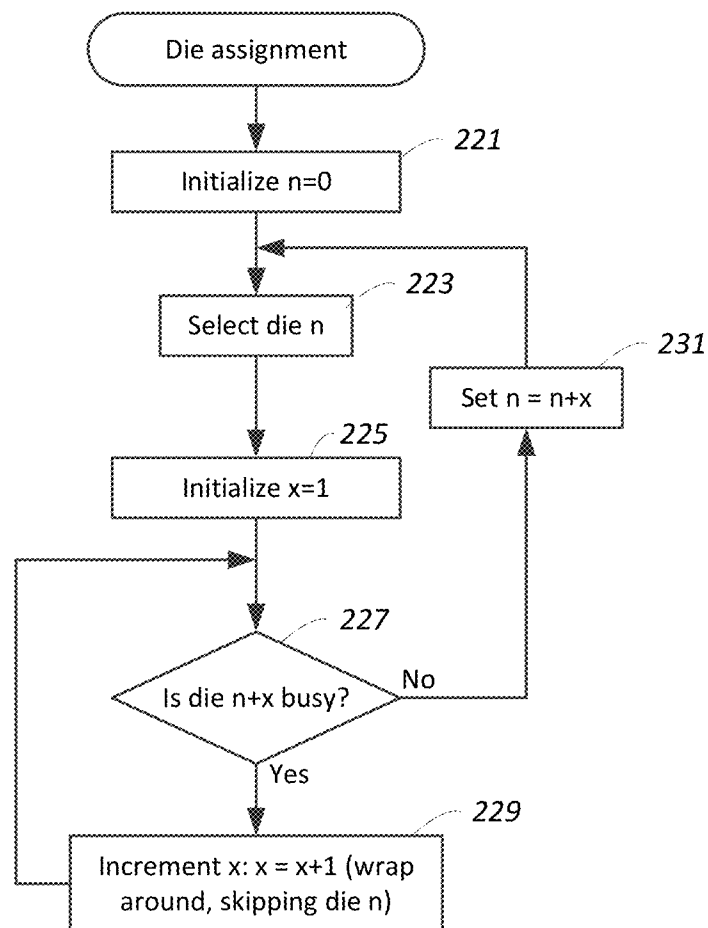 Die assignment
221
Initialize n=0
223
Select die n
231
Set n = n+x
225
Initialize x=1
227
Is die n+x busy?
No
Yes
229
Increment x: x = x+1 (wrap
around, skipping die n)